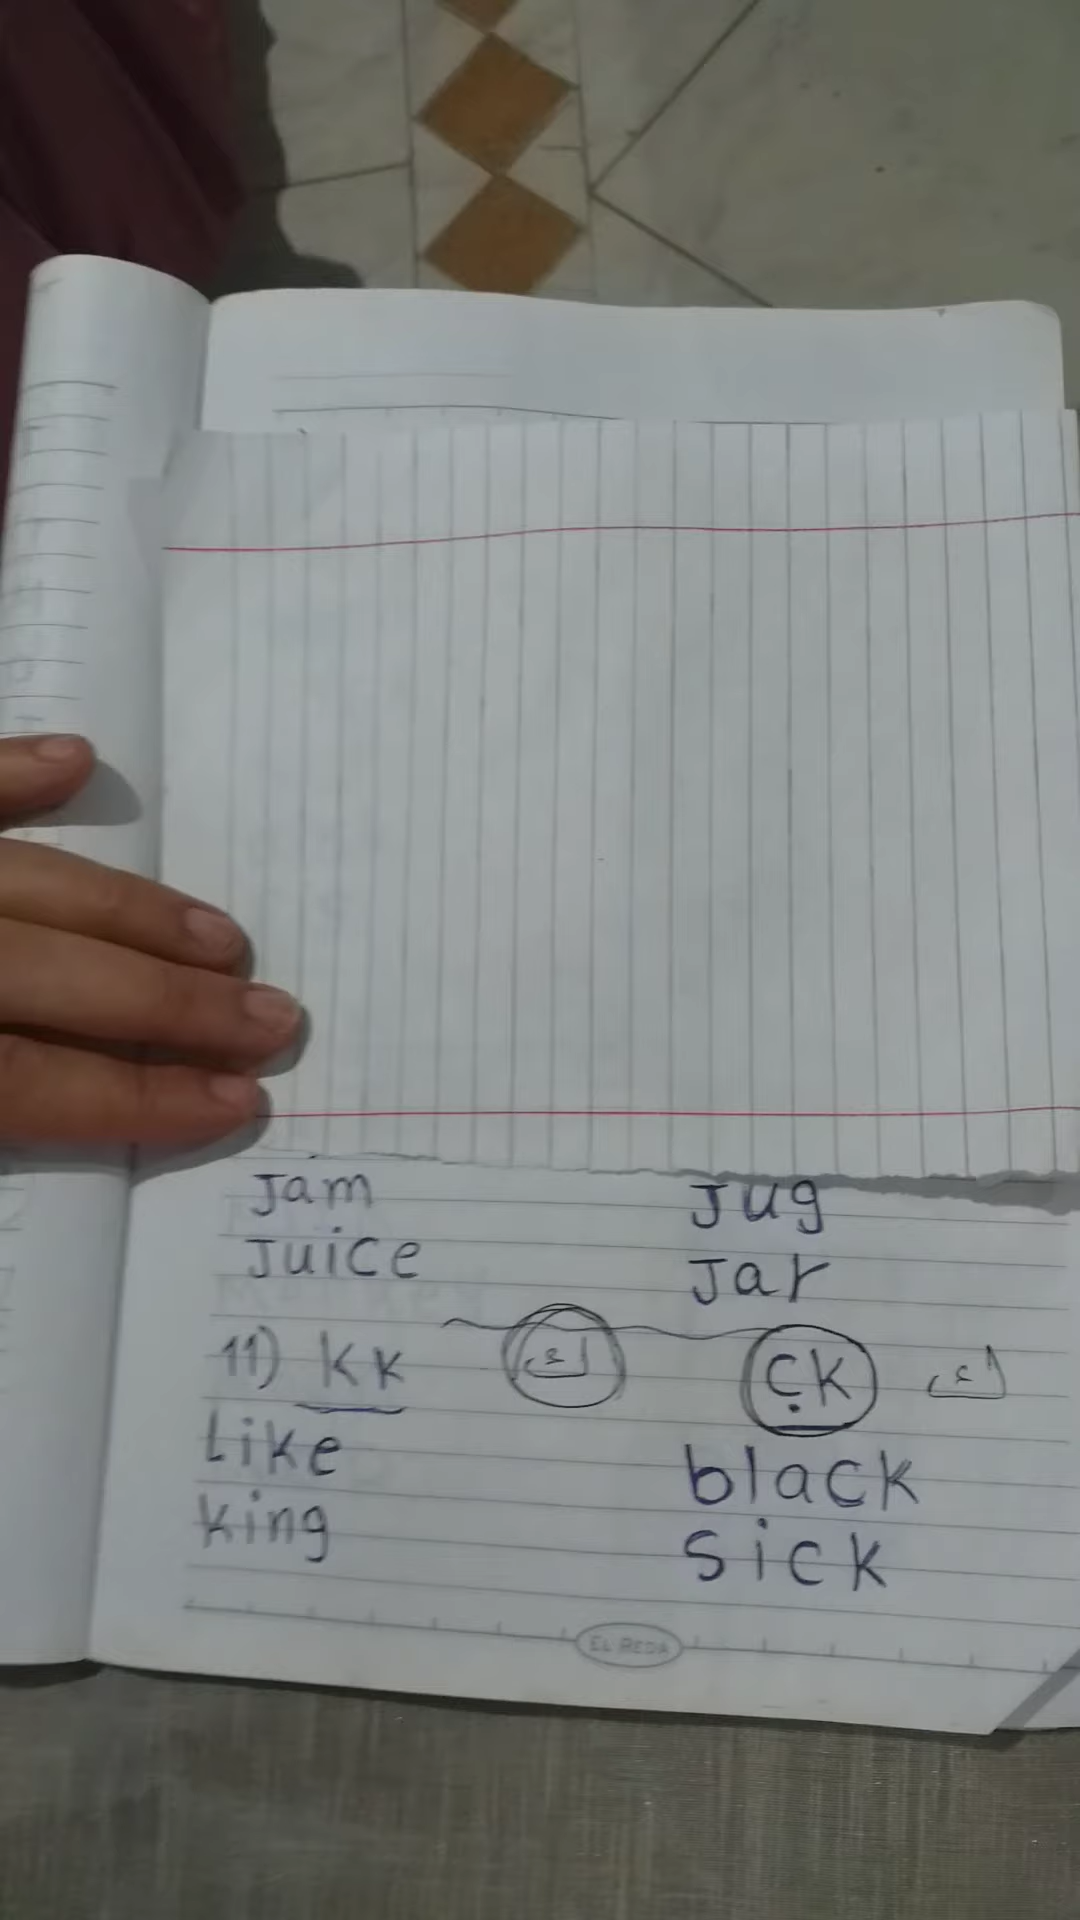 Jam Jug
Juice Jar
11) Kk ك ck ك
Like black
King Sick
EL REDA